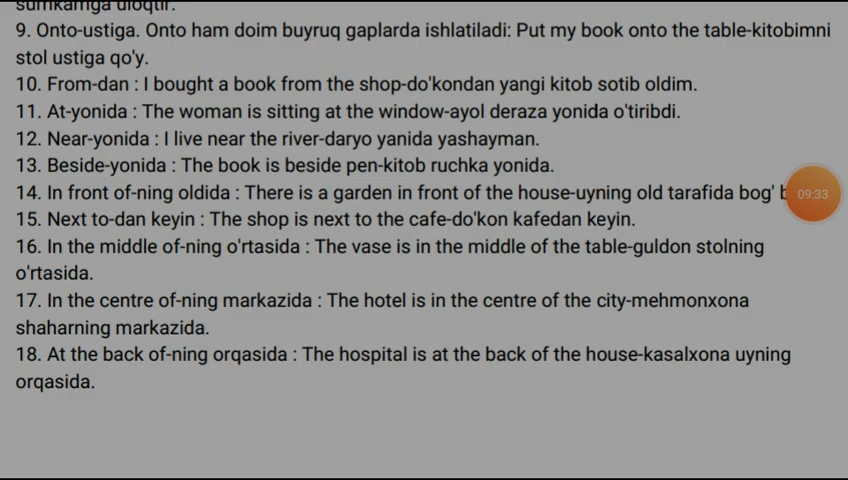 sumkamga uloqtir.
9. Onto-ustiga. Onto ham doim buyruq gaplarda ishlatiladi: Put my book onto the table-kitobimni
stol ustiga qo'y.
10. From-dan : I bought a book from the shop-do'kondan yangi kitob sotib oldim.
11. At-yonida : The woman is sitting at the window-ayol deraza yonida o'tiribdi.
12. Near-yonida : I live near the river-daryo yanida yashayman.
13. Beside-yonida : The book is beside pen-kitob ruchka yonida.
14. In front of-ning oldida : There is a garden in front of the house-uyning old tarafida bog'
09:33
15. Next to-dan keyin : The shop is next to the cafe-do'kon kafedan keyin.
16. In the middle of-ning o'rtasida : The vase is in the middle of the table-guldon stolning
o'rtasida.
17. In the centre of-ning markazida : The hotel is in the centre of the city-mehmonxona
shaharning markazida.
18. At the back of-ning orqasida : The hospital is at the back of the house-kasalxona uyning
orqasida.